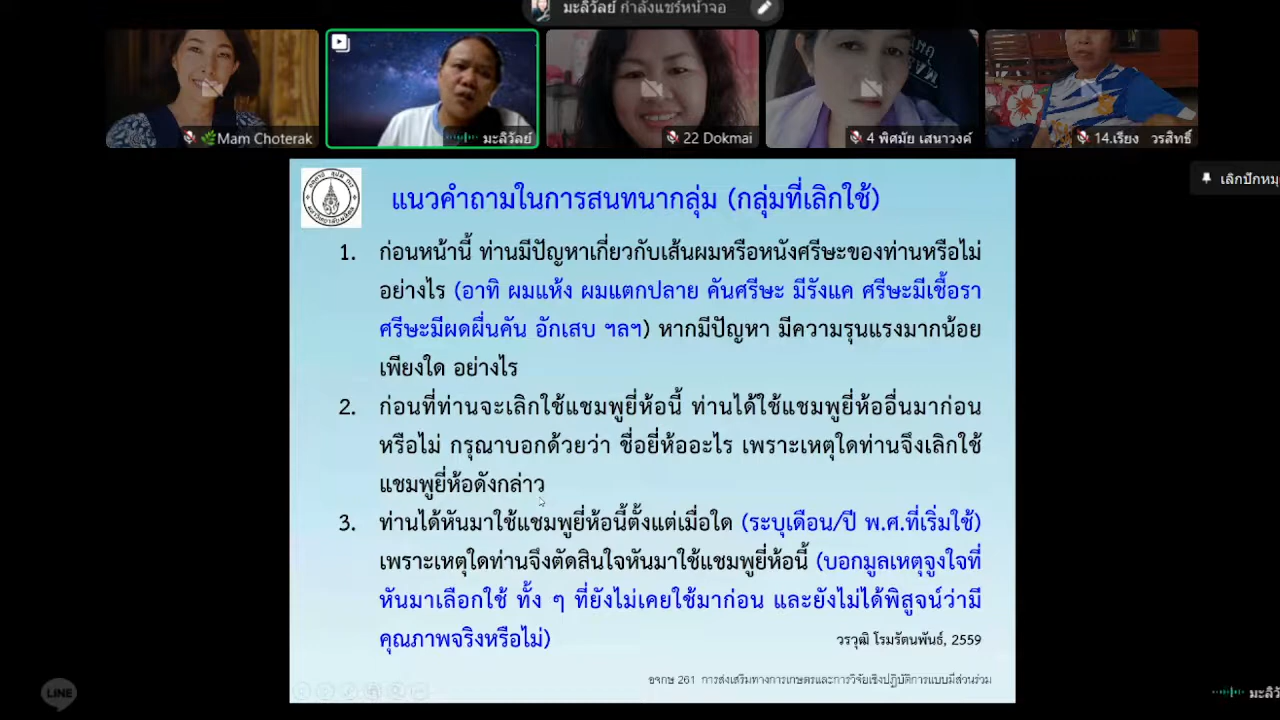 มะลิวัลย์ กำลังแชร์หน้าจอ
🌿Mam Choterak
มะลิวัลย์
22 Dokmai
4 พิศมัย เสนาวงค์
14.เรียง วรสิทธิ์
เลิกปักหมุ
แนวคำถามในการสนทนากลุ่ม (กลุ่มที่เลิกใช้)
1. ก่อนหน้านี้ ท่านมีปัญหาเกี่ยวกับเส้นผมหรือหนังศรีษะของท่านหรือไม่
อย่างไร (อาทิ ผมแห้ง ผมแตกปลาย คันศรีษะ มีรังแค ศรีษะมีเชื้อรา
ศรีษะมีผดผื่นคัน อักเสบ ฯลฯ) หากมีปัญหา มีความรุนแรงมากน้อย
เพียงใด อย่างไร
2. ก่อนที่ท่านจะเลิกใช้แชมพูยี่ห้อนี้ ท่านได้ใช้แชมพูยี่ห้ออื่นมาก่อน
หรือไม่ กรุณาบอกด้วยว่า ชื่อยี่ห้ออะไร เพราะเหตุใดท่านจึงเลิกใช้
แชมพูยี่ห้อดังกล่าว
3. ท่านได้หันมาใช้แชมพูยี่ห้อนี้ตั้งแต่เมื่อใด (ระบุเดือน/ปี พ.ศ.ที่เริ่มใช้)
เพราะเหตุใดท่านจึงตัดสินใจหันมาใช้แชมพูยี่ห้อนี้ (บอกมูลเหตุจูงใจที่
หันมาเลือกใช้ ทั้ง ๆ ที่ยังไม่เคยใช้มาก่อน และยังไม่ได้พิสูจน์ว่ามี
คุณภาพจริงหรือไม่)
วรวุฒิ โรมรัตนพันธ์, 2559
อจกษ 261 การส่งเสริมทางการเกษตรและการวิจัยเชิงปฏิบัติการแบบมีส่วนร่วม
LINE
มะลิวั